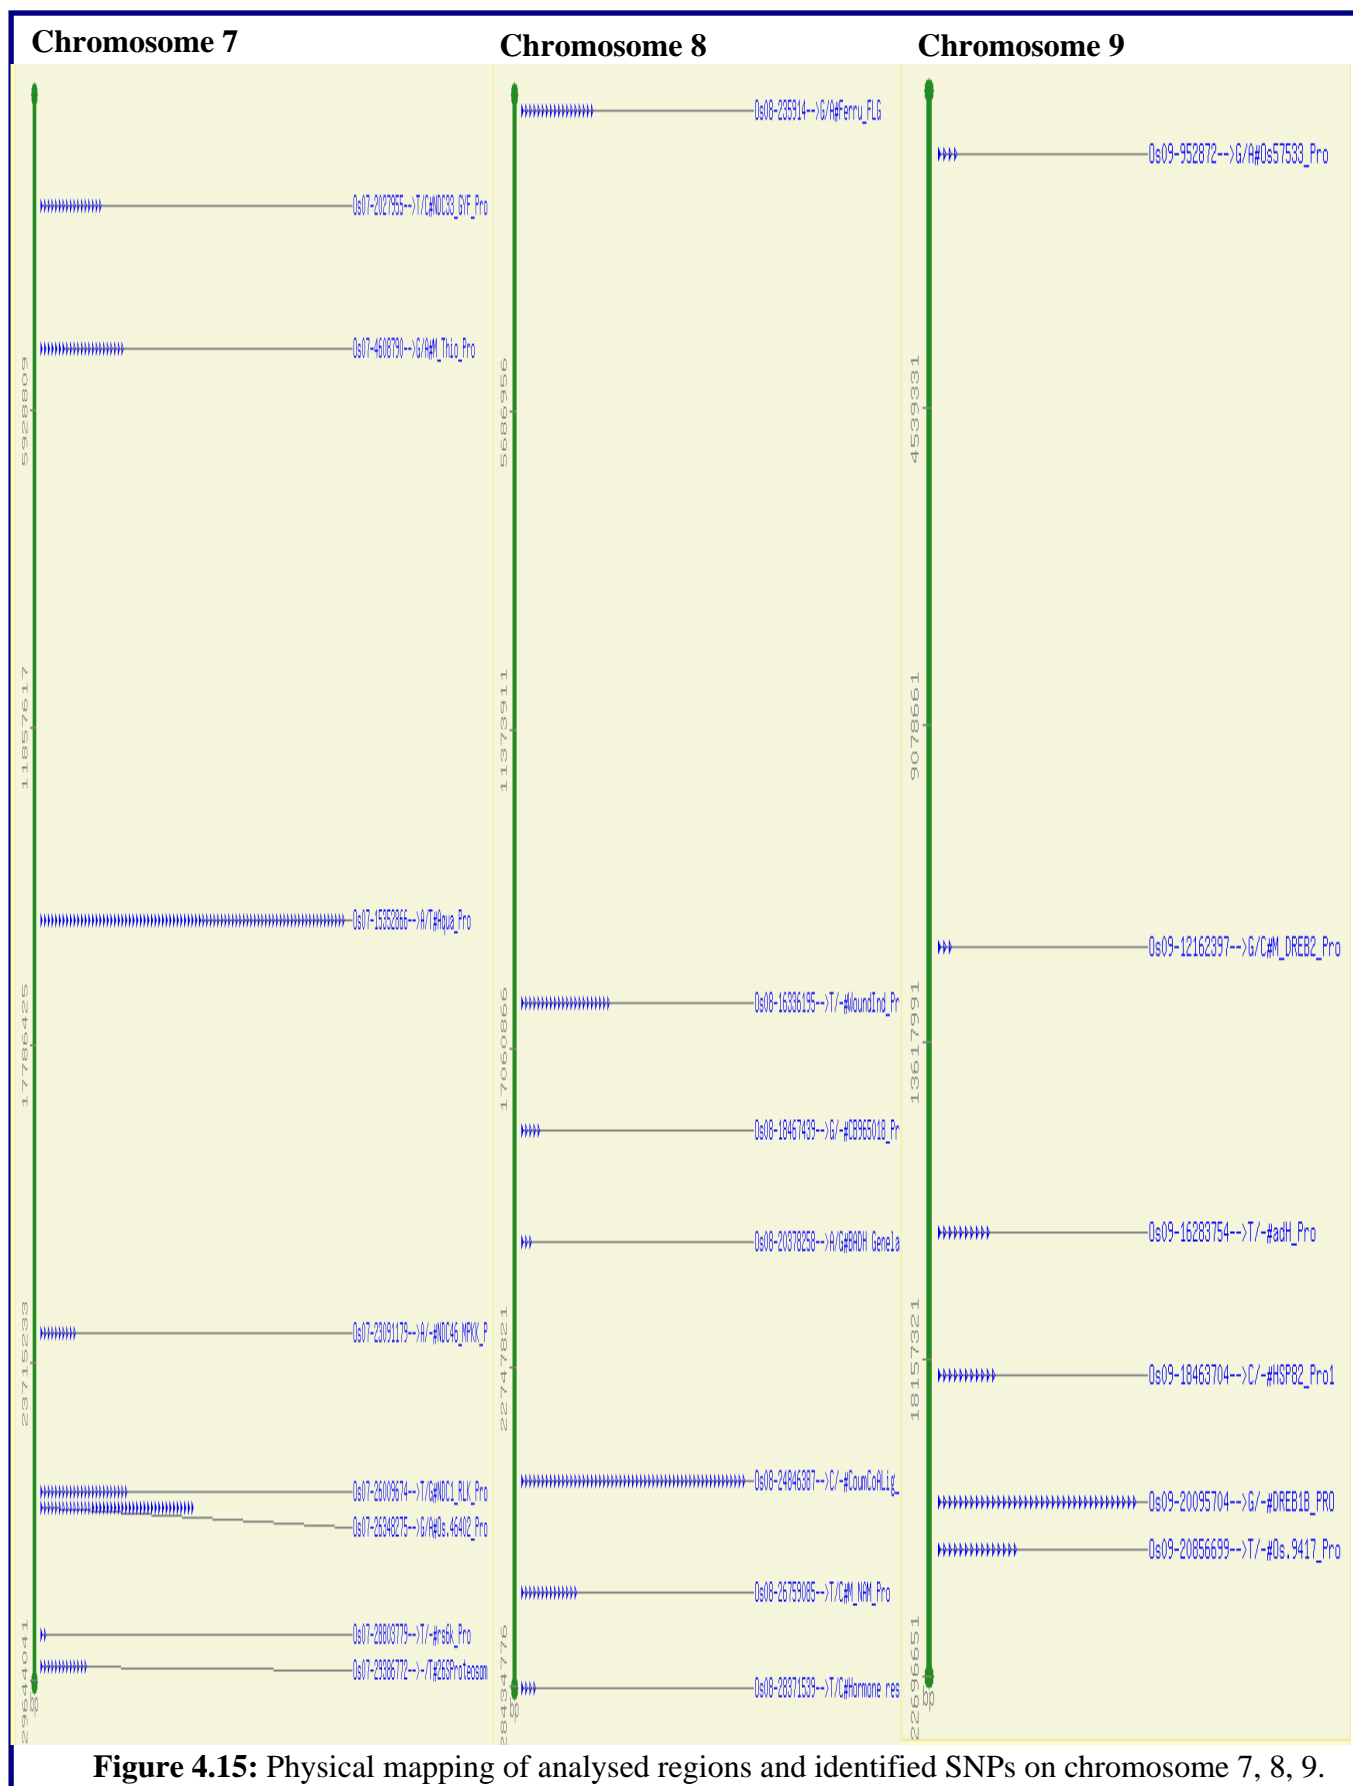 Chromosome 7
Os07-2027955-->T/C#NDC33_GYF_Pro
Os07-4608790-->G/A#M_Thio_Pro
5928809
11857617
Os07-15352866-->A/T#Aqua_Pro
17786425
Os07-23091179-->A/-#NDC46_MPKK_P
23715233
Os07-26009674-->T/G#NDC1_RLK_Pro
Os07-26348275-->G/A#Os.46402_Pro
Os07-28803779-->T/-#rs6k_Pro
Os07-29386772-->-/T#26SProteosom
29644041
Chromosome 8
Os08-235914-->G/A#Ferru_FLG
5686956
11373911
Os08-16336195-->T/-#WoundInd_Pr
17060866
Os08-18467439-->G/-#CB965018_Pr
Os08-20378258-->A/G#BADH Genela
22747821
Os08-24846387-->C/-#CoumCoALig_
Os08-26759085-->T/C#M_NAM_Pro
Os08-28371539-->T/C#Hormone res
28434776
Chromosome 9
Os09-952872-->G/A#Os57533_Pro
4539331
9078661
Os09-12162397-->G/C#M_DREB2_Pro
13617991
Os09-16283754-->T/-#adH_Pro
18157321
Os09-18463704-->C/-#HSP82_Pro1
Os09-20095704-->G/-#DREB1B_PRO
Os09-20856699-->T/-#Os.9417_Pro
22696651
Figure 4.15: Physical mapping of analysed regions and identified SNPs on chromosome 7, 8, 9.